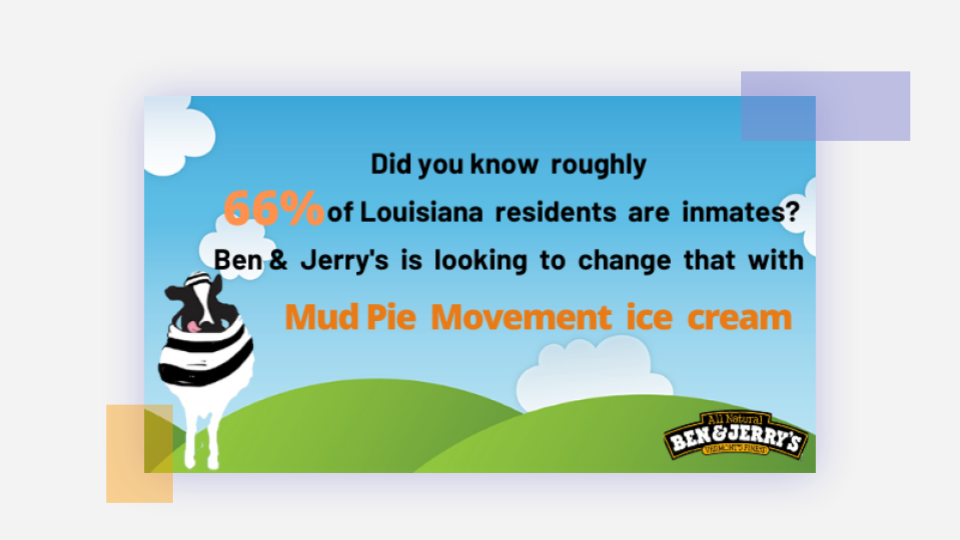 Did you know roughly
66% of Louisiana residents are inmates?
Ben & Jerry's is looking to change that with
Mud Pie Movement ice cream
All Natural
BEN & JERRY'S
VERMONT'S FINEST